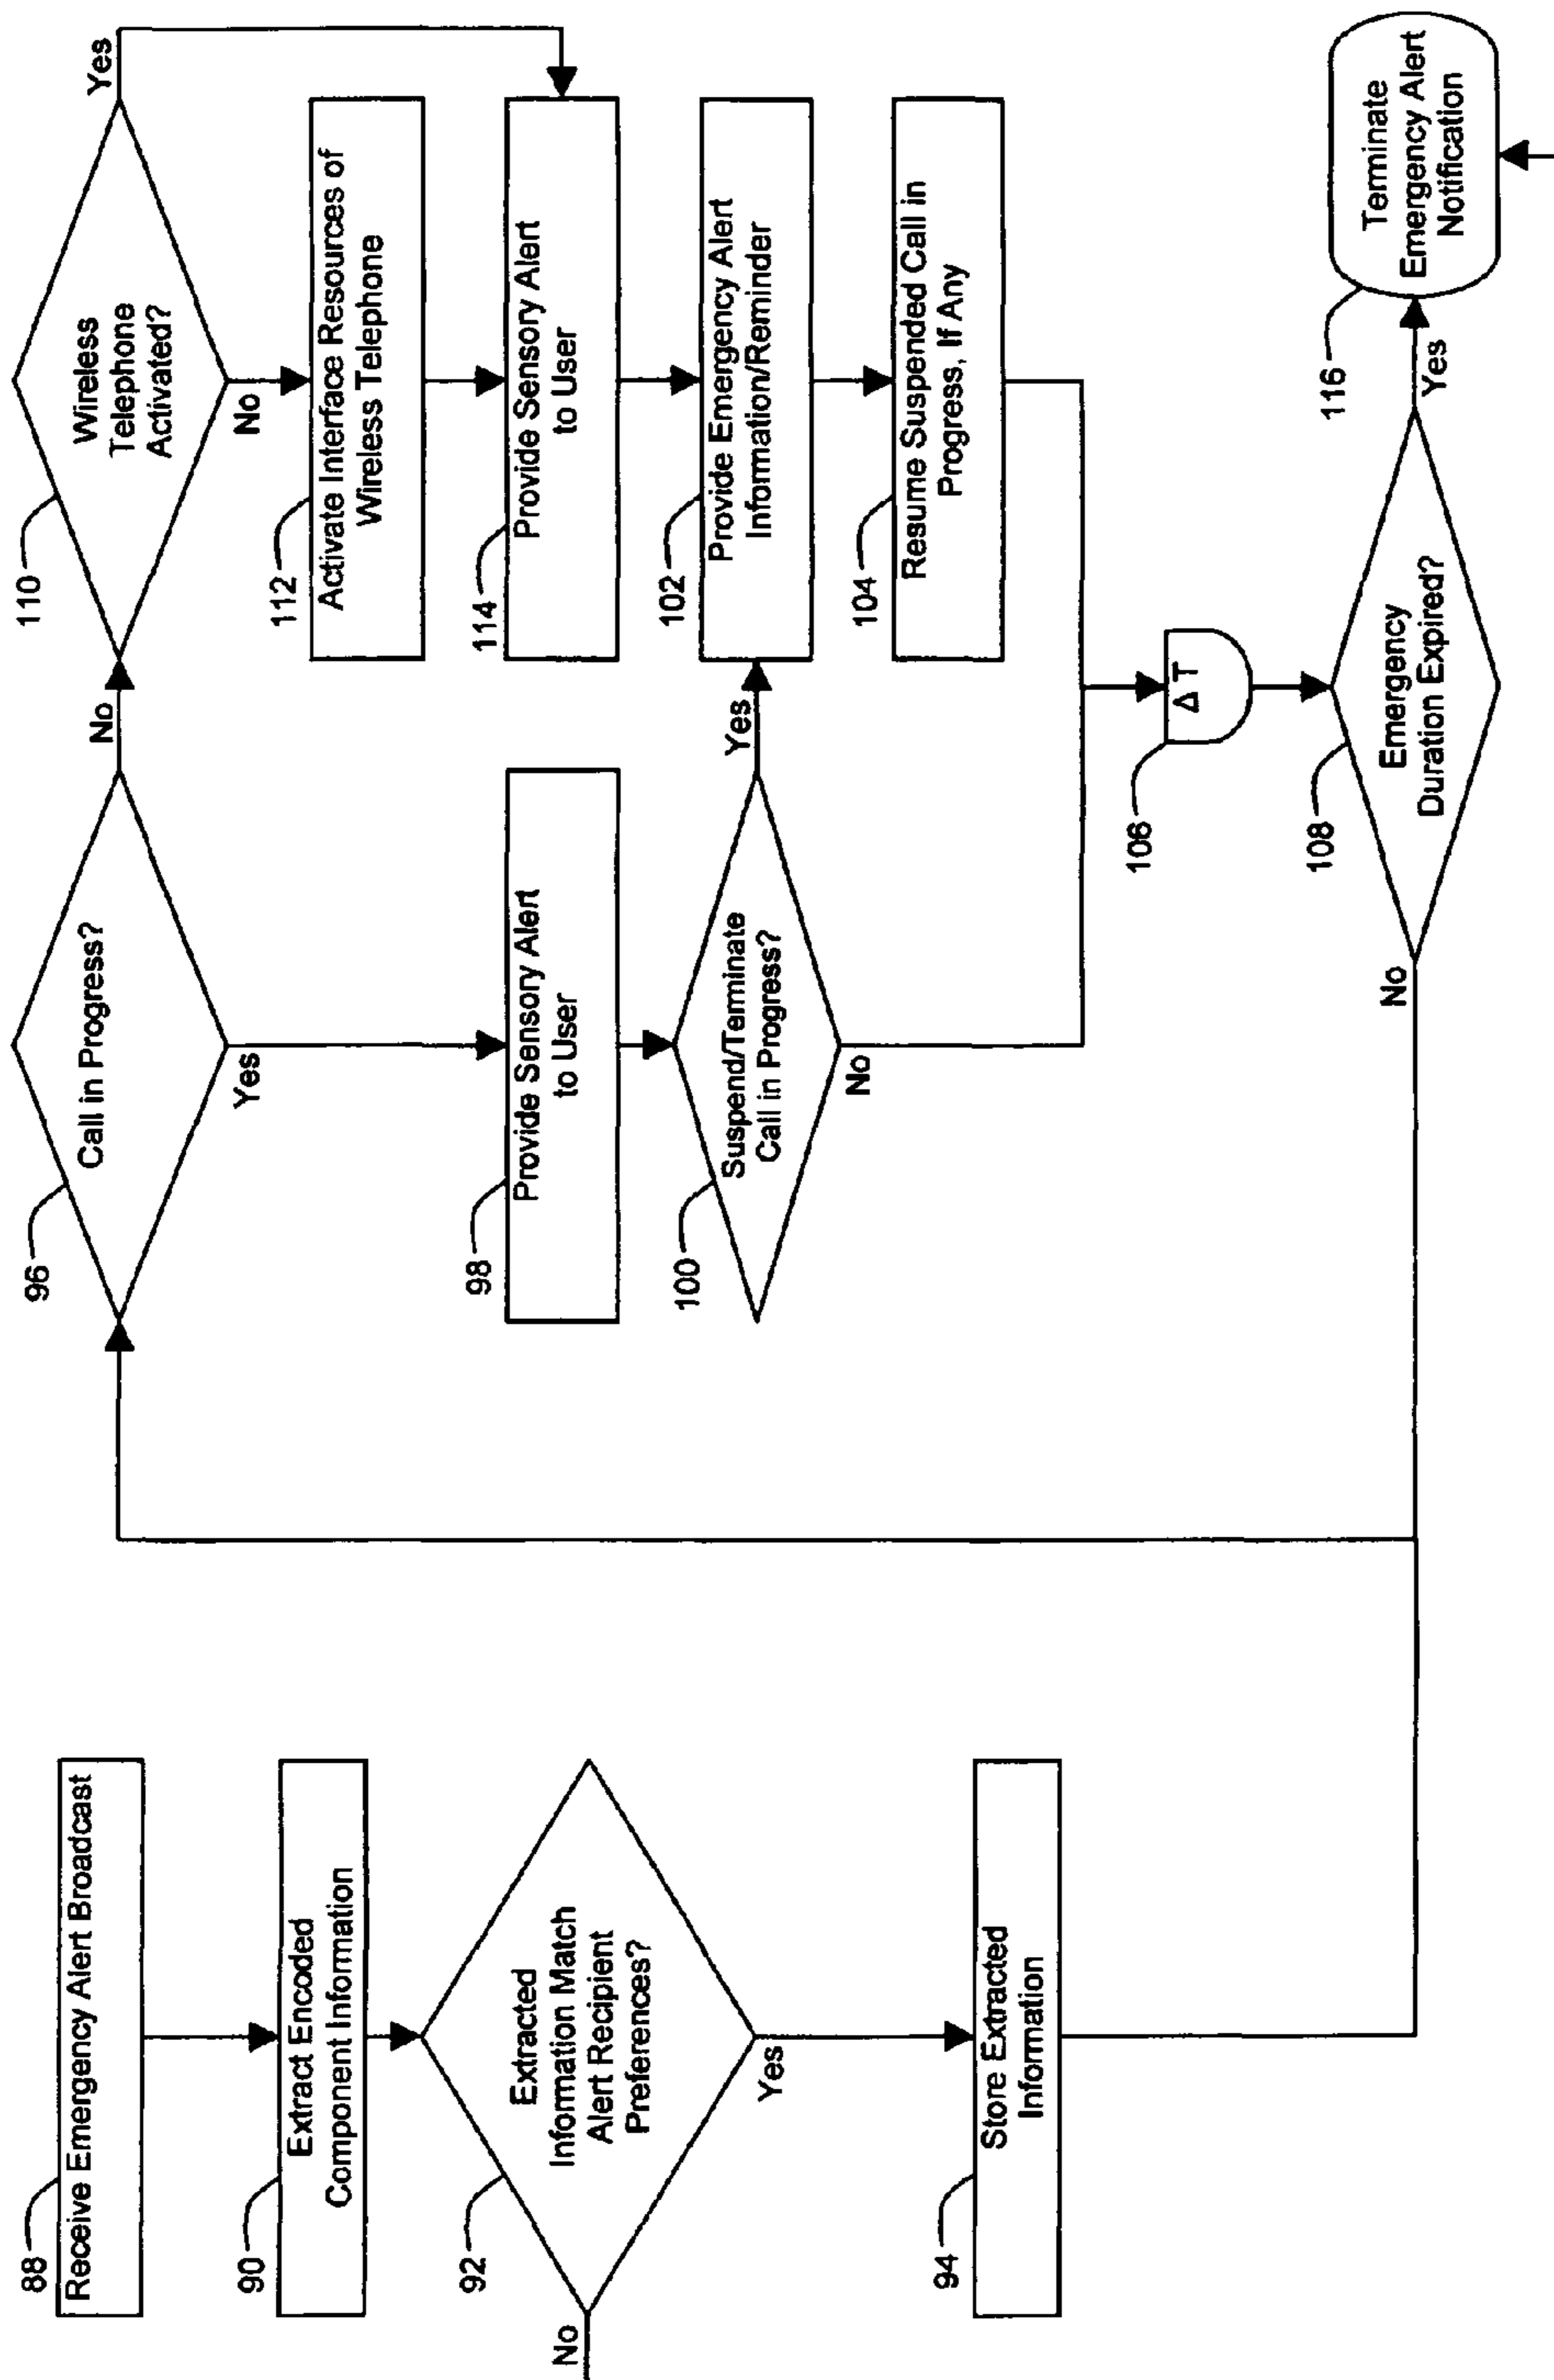 88
Receive Emergency Alert Broadcast
90
Extract Encoded
Component Information
92
Extracted
Information Match
Alert Recipient
Preferences?
No
Yes
94
Store Extracted
Information
96
Call in Progress?
No
Yes
98
Provide Sensory Alert
to User
100
Suspend/Terminate
Call in Progress?
Yes
No
110
Wireless
Telephone
Activated?
Yes
No
112
Activate Interface Resources of
Wireless Telephone
114
Provide Sensory Alert
to User
102
Provide Emergency Alert
Information/Reminder
104
Resume Suspended Call in
Progress, If Any
106
Δ T
108
Emergency
Duration Expired?
No
Yes
116
Terminate
Emergency Alert
Notification